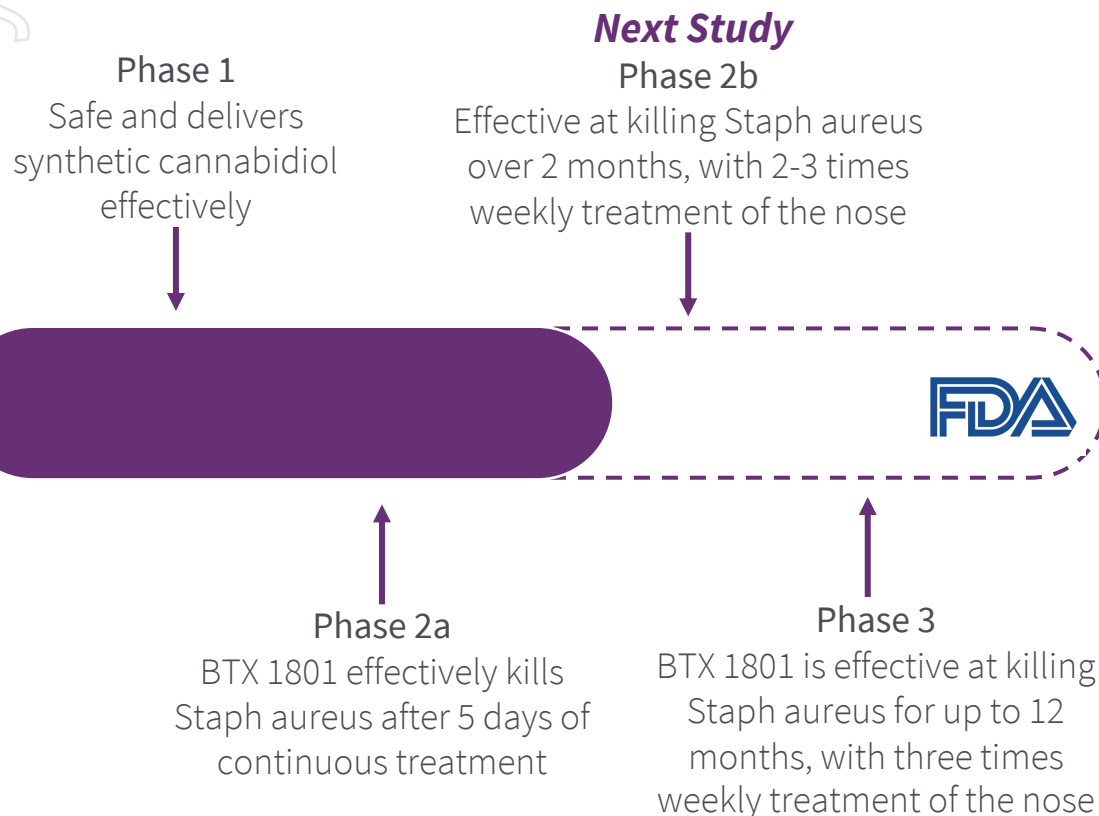 Next Study
Phase 1
Safe and delivers
synthetic cannabidiol
effectively
Phase 2b
Effective at killing Staph aureus
over 2 months, with 2-3 times
weekly treatment of the nose
FDA
Phase 2a
BTX 1801 effectively kills
Staph aureus after 5 days of
continuous treatment
Phase 3
BTX 1801 is effective at killing
Staph aureus for up to 12
months, with three times
weekly treatment of the nose